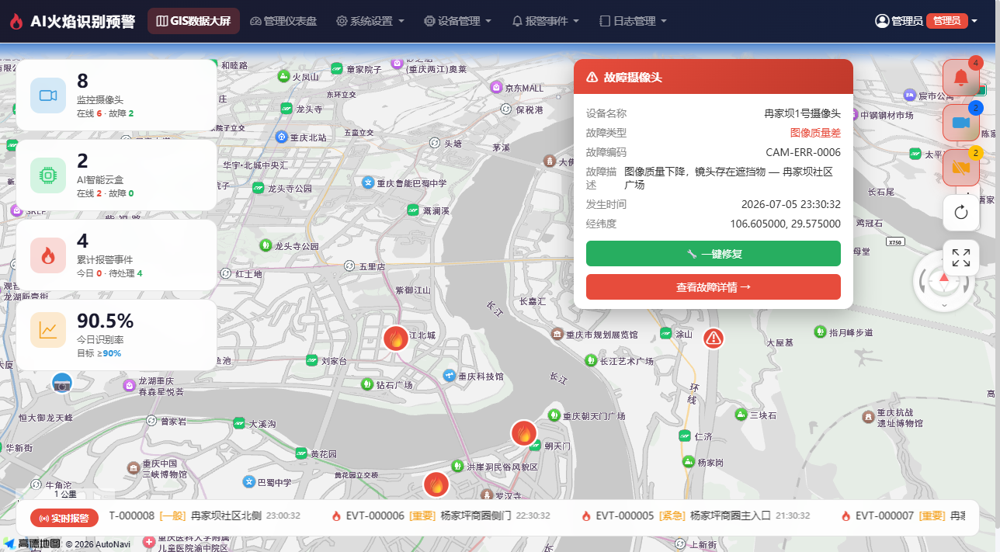 AI火焰识别预警
GIS数据大屏
管理仪表盘
系统设置
设备管理
报警事件
日志管理
管理员
管理员
8
监控摄像头
在线 6 · 故障 2
2
AI智能云盒
在线 2 · 故障 0
4
累计报警事件
今日 0 · 待处理 4
90.5%
今日识别率
目标 ≥90%
故障摄像头
设备名称
冉家坝1号摄像头
故障类型
图像质量差
故障编码
CAM-ERR-0006
故障描述
图像质量下降，镜头存在遮挡物 — 冉家坝社区
广场
发生时间
2026-07-05 23:30:32
经纬度
106.605000, 29.575000
一键修复
查看故障详情 →
4
2
2
和睦路
火凤山
童家院子
(重庆两江)奥莱
东环立交
京东MALL
保税港
龙头寺
五童立交
重庆北站
头塘
茅溪
华宇·北城中央汇
龙头寺公园
重庆鲁能巴蜀中学
溉澜溪
龙头寺公园
五里店
红土地
紫御江山
长江
长嘉汇
江北城
重庆市规划展览馆
涂山
大屋基
指月峰步道
刘家台
长江艺术广场
长江
钻石广场
重庆科技馆
龙湖重庆
春森星悦荟
恒大御龙天峰
曾家岩
大溪沟
重庆朝天门广场
环线
三块石
重庆抗战
遗址博物馆
仁济
朝天门
华新街
黄花园
杨家岗
重庆中国
三峡博物馆
黄花园立交桥
洪崖洞民俗风貌区
巴蜀中学
牛角沱
罗汉寺
1 公里
中钢钢材市场
长石尾
鸿冠石
X750
实时报警
T-000008 [一般] 冉家坝社区北侧 23:00:32
EVT-000006 [重要] 杨家坪商圈侧门 22:30:32
EVT-000005 [紧急] 杨家坪商圈主入口 21:30:32
EVT-000007 [重要] 冉家
高德地图 © 2026 AutoNavi
重庆医科大学附属
儿童医院渝中院区
上新街